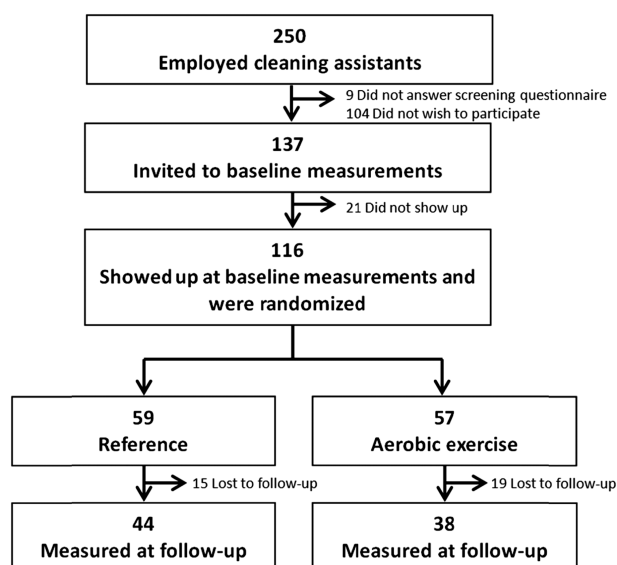 250
Employed cleaning assistants
9 Did not answer screening questionnaire
104 Did not wish to participate
137
Invited to baseline measurements
21 Did not show up
116
Showed up at baseline measurements and
were randomized
59
Reference
57
Aerobic exercise
15 Lost to follow-up
19 Lost to follow-up
44
Measured at follow-up
38
Measured at follow-up